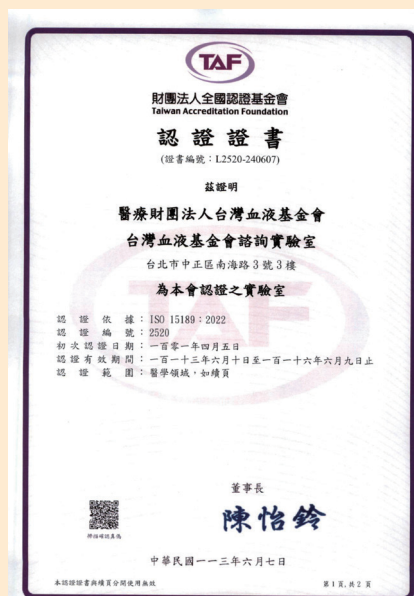 TAF
財團法人全國認證基金會
Taiwan Accreditation Foundation
認證證書
(證書編號：L2520-240607)
茲證明
醫療財團法人台灣血液基金會
台灣血液基金會諮詢實驗室
台北市中正區南海路3號3樓
為本會認證之實驗室
認證依據：ISO 15189：2022
認證編號：2520
初次認證日期：一百零一年四月五日
認證有效期間：一百一十三年六月十日至一百一十六年六月九日止
認證範圍：醫學領域，如續頁
董事長
陳怡鈴
掃描確認真偽
中華民國一一三年六月七日
本認證證書與續頁分開使用無效
第1頁，共2頁